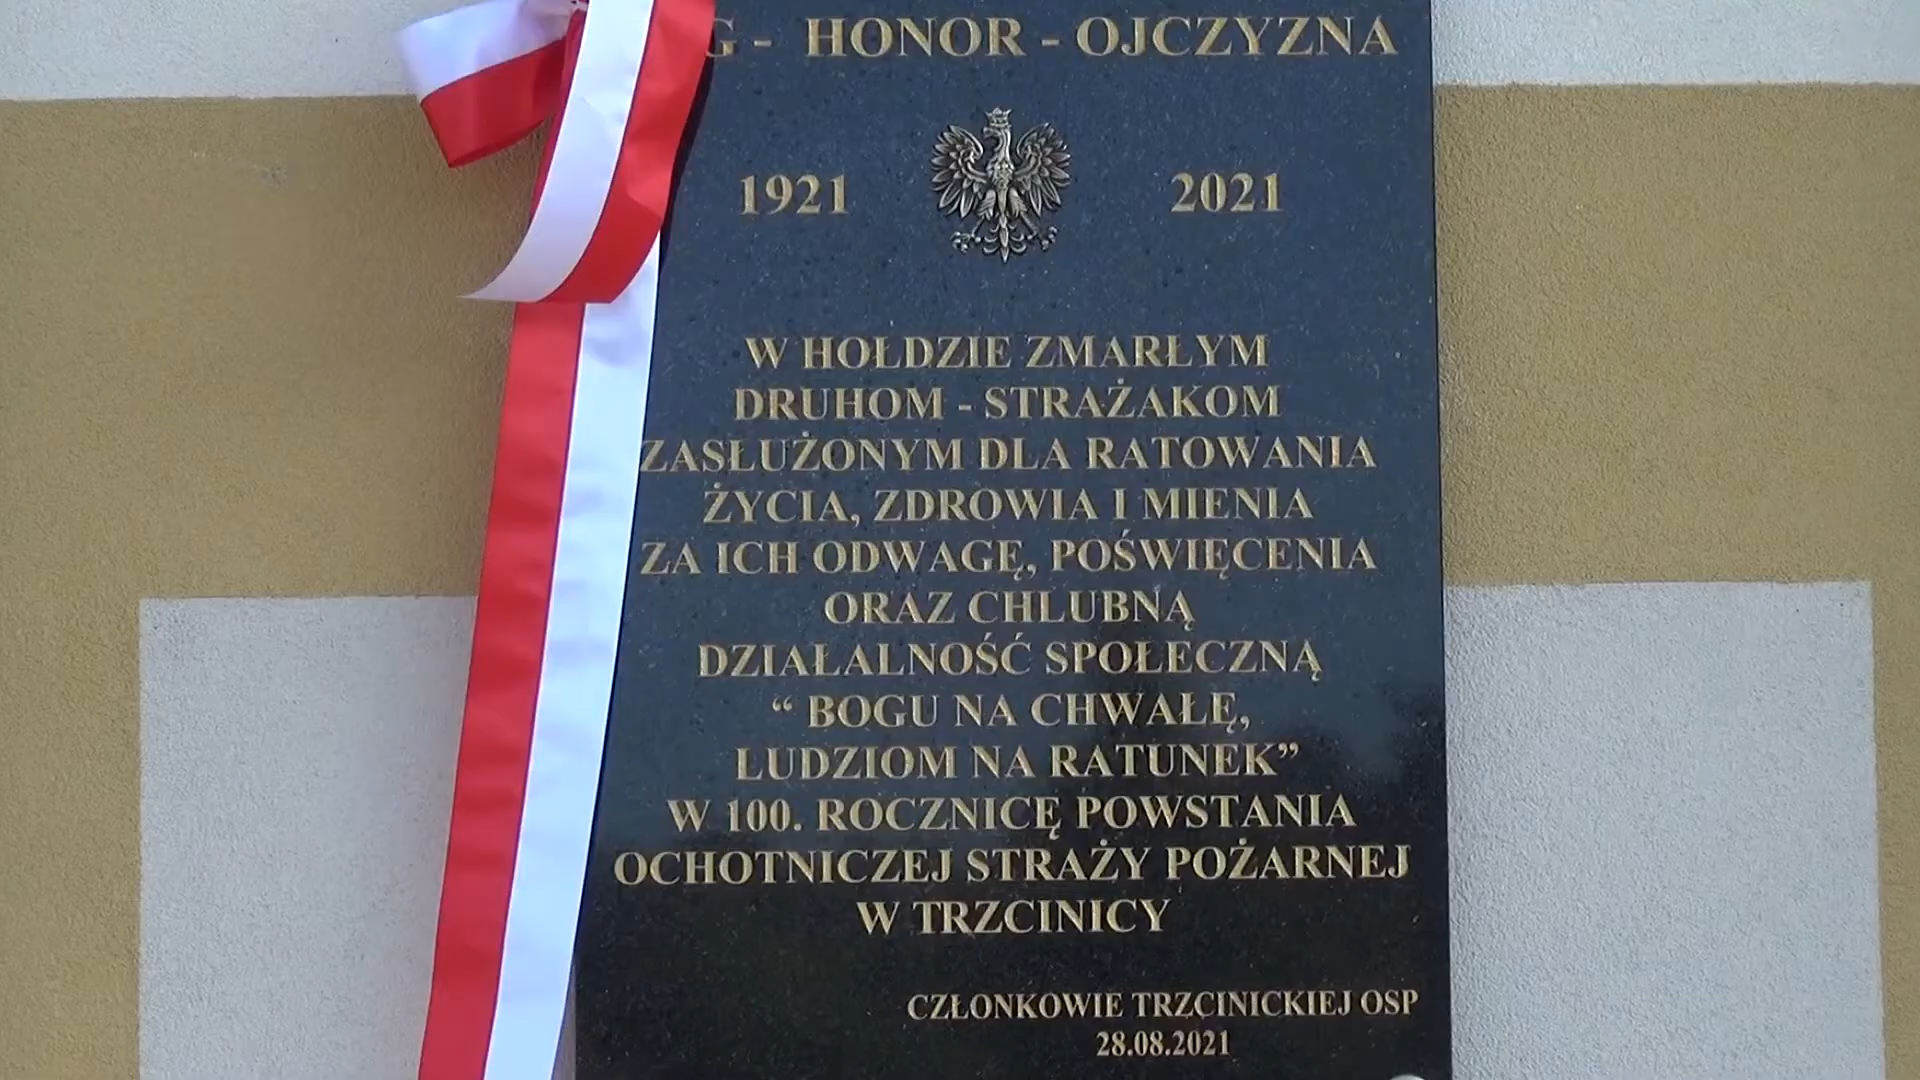 G - HONOR - OJCZYZNA
1921 2021
W HOŁDZIE ZMARŁYM
DRUHOM - STRAŻAKOM
ZASŁUŻONYM DLA RATOWANIA
ŻYCIA, ZDROWIA I MIENIA
ZA ICH ODWAGĘ, POŚWIĘCENIA
ORAZ CHLUBNĄ
DZIAŁALNOŚĆ SPOŁECZNĄ
“ BOGU NA CHWAŁĘ,
LUDZIOM NA RATUNEK”
W 100. ROCZNICĘ POWSTANIA
OCHOTNICZEJ STRAŻY POŻARNEJ
W TRZCINICY
CZŁONKOWIE TRZCINICKIEJ OSP
28.08.2021